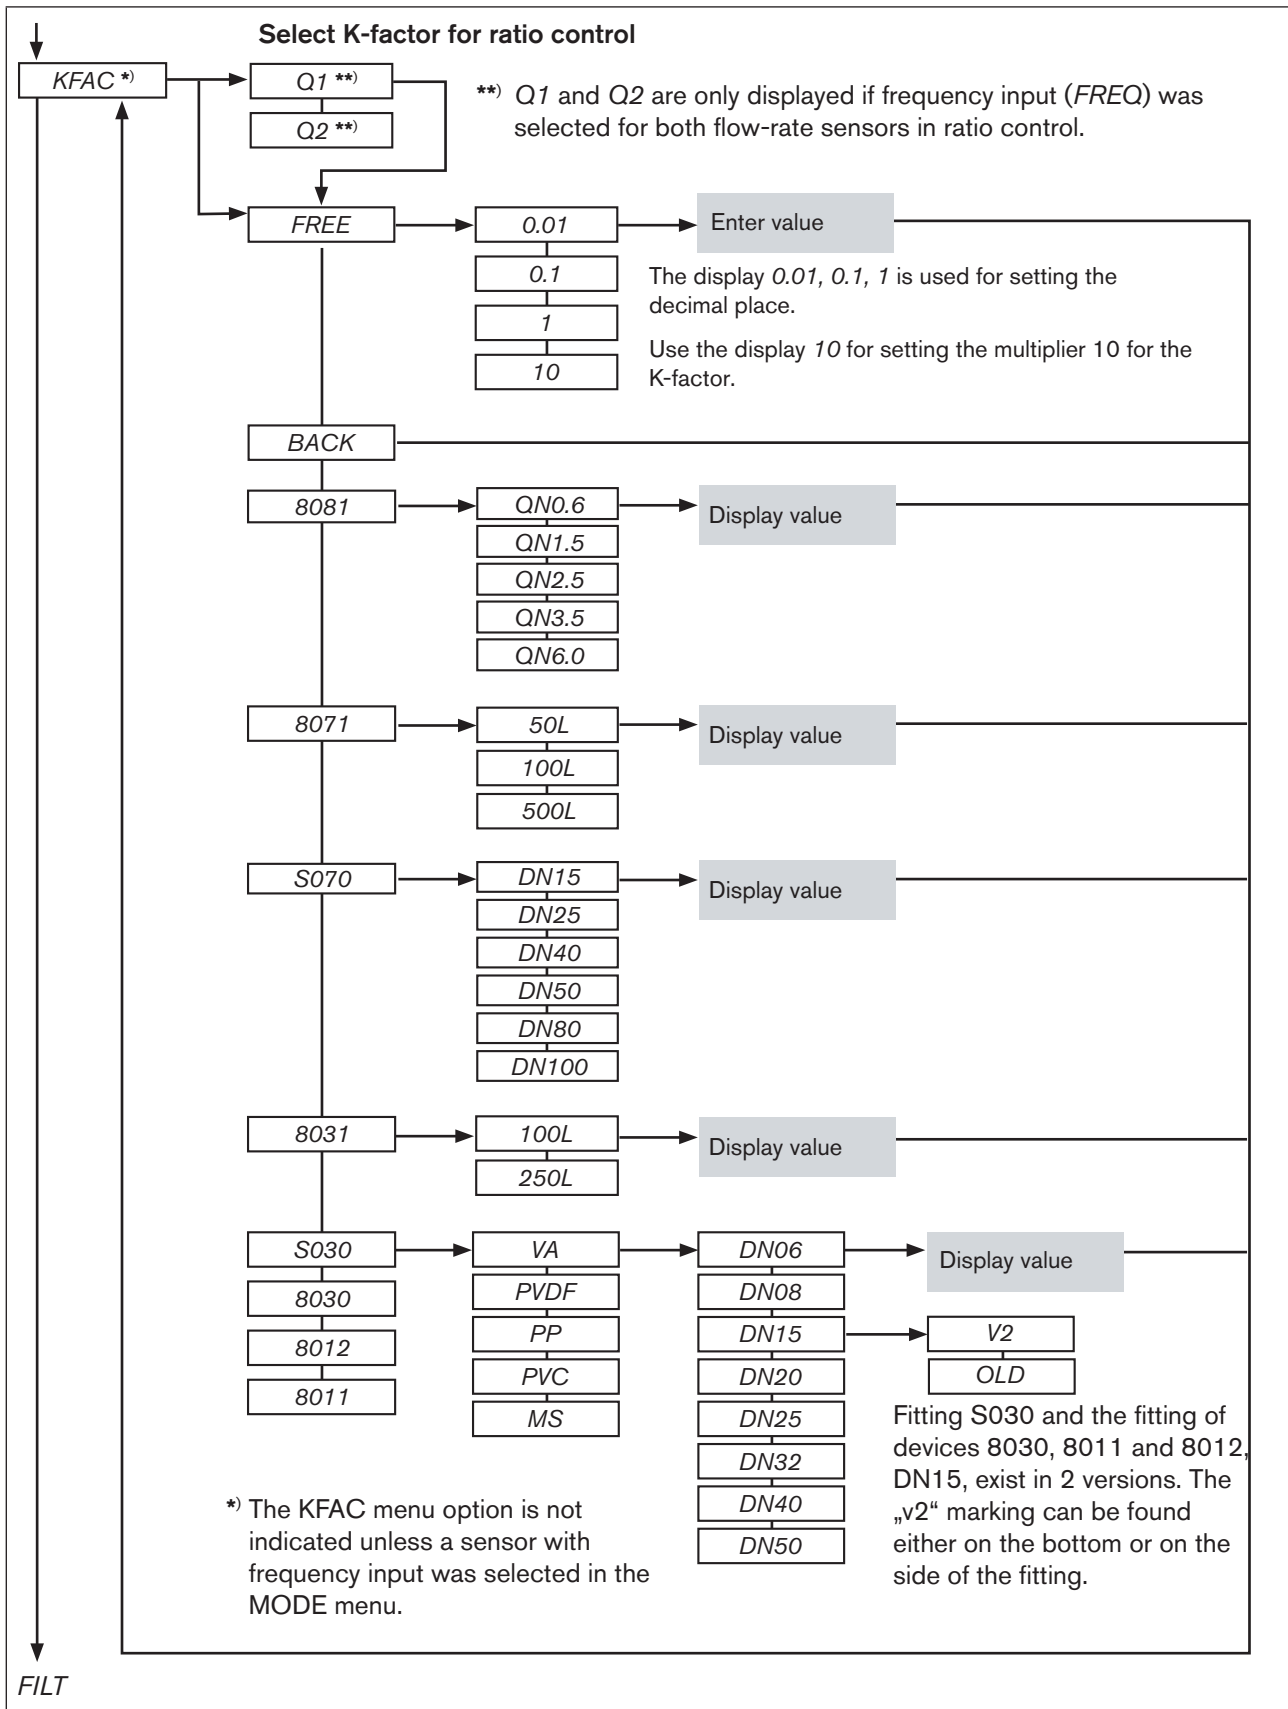 Select K-factor for ratio control
KFAC *)
Q1 **)
Q2 **)
**) Q1 and Q2 are only displayed if frequency input (FREQ) was
selected for both flow-rate sensors in ratio control.
FREE
0.01
Enter value
0.1
1
10
The display 0.01, 0.1, 1 is used for setting the
decimal place.
Use the display 10 for setting the multiplier 10 for the
K-factor.
BACK
8081
QN0.6
Display value
QN1.5
QN2.5
QN3.5
QN6.0
8071
50L
Display value
100L
500L
S070
DN15
Display value
DN25
DN40
DN50
DN80
DN100
8031
100L
Display value
250L
S030
VA
DN06
Display value
8030
PVDF
DN08
8012
PP
DN15
V2
8011
PVC
DN20
OLD
MS
DN25
DN32
DN40
DN50
Fitting S030 and the fitting of
devices 8030, 8011 and 8012,
DN15, exist in 2 versions. The
„v2“ marking can be found
either on the bottom or on the
side of the fitting.
*) The KFAC menu option is not
indicated unless a sensor with
frequency input was selected in the
MODE menu.
FILT